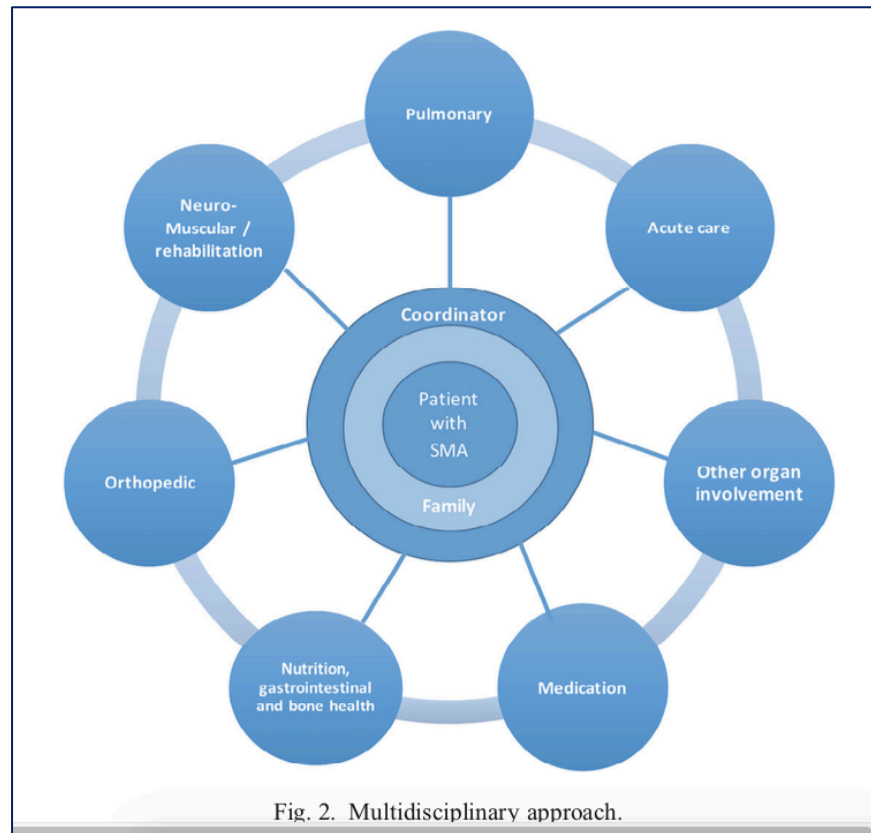 Pulmonary
Acute care
Other organ
involvement
Medication
Nutrition,
gastrointestinal
and bone health
Orthopedic
Neuro-
Muscular /
rehabilitation
Coordinator
Patient
with
SMA
Family
Fig. 2. Multidisciplinary approach.